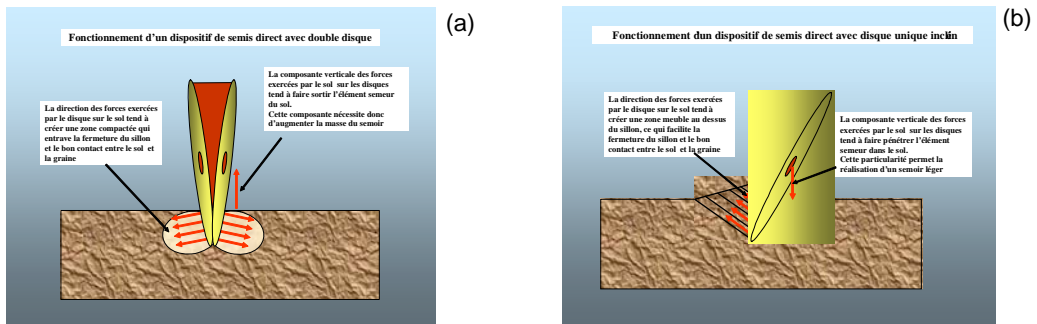 (a)
Fonctionnement d'un dispositif de semis direct avec double disque
La direction des forces exercées
par le disque sur le sol tend à
créer une zone compactée qui
entrave la fermeture du sillon
et le bon contact entre le sol et
la graine
La composante verticale des forces
exercées par le sol sur les disques
tend à faire sortir l'élément semeur
du sol.
Cette composante nécessite donc
d'augmenter la masse du semoir
(b)
Fonctionnement dun dispositif de semis direct avec disque unique inclin
La direction des forces exercées
par le disque sur le sol tend à
créer une zone meuble au dessus
du sillon, ce qui facilite la
fermeture du sillon et le bon
contact entre le sol et la graine
La composante verticale des forces
exercées par le sol sur les disques
tend à faire pénétrer l'élément
semeur dans le sol.
Cette particularité permet la
réalisation d'un semoir léger